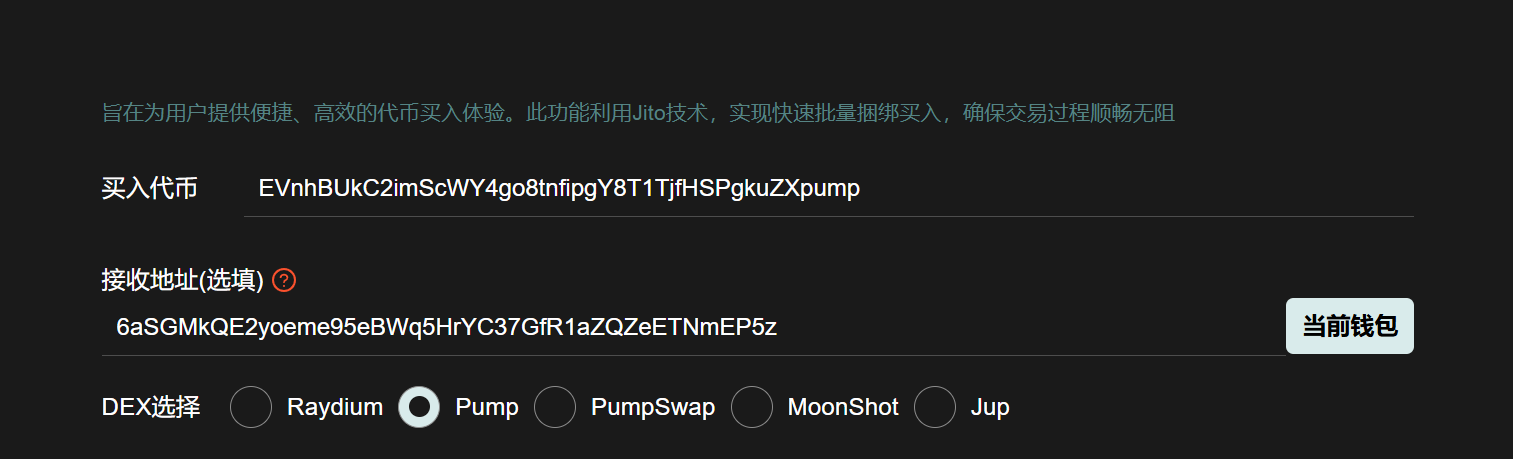 旨在为用户提供便捷、高效的代币买入体验。此功能利用Jito技术，实现快速批量捆绑买入，确保交易过程顺畅无阻
买入代币 EVnhBUkC2imScWY4go8tnfipgY8T1TjfHSPgkuZXpump
接收地址(选填) ?
6aSGMkQE2yoeme95eBWq5HrYC37GfR1aZQZeETNmEP5z 当前钱包
DEX选择 Raydium Pump PumpSwap MoonShot Jup